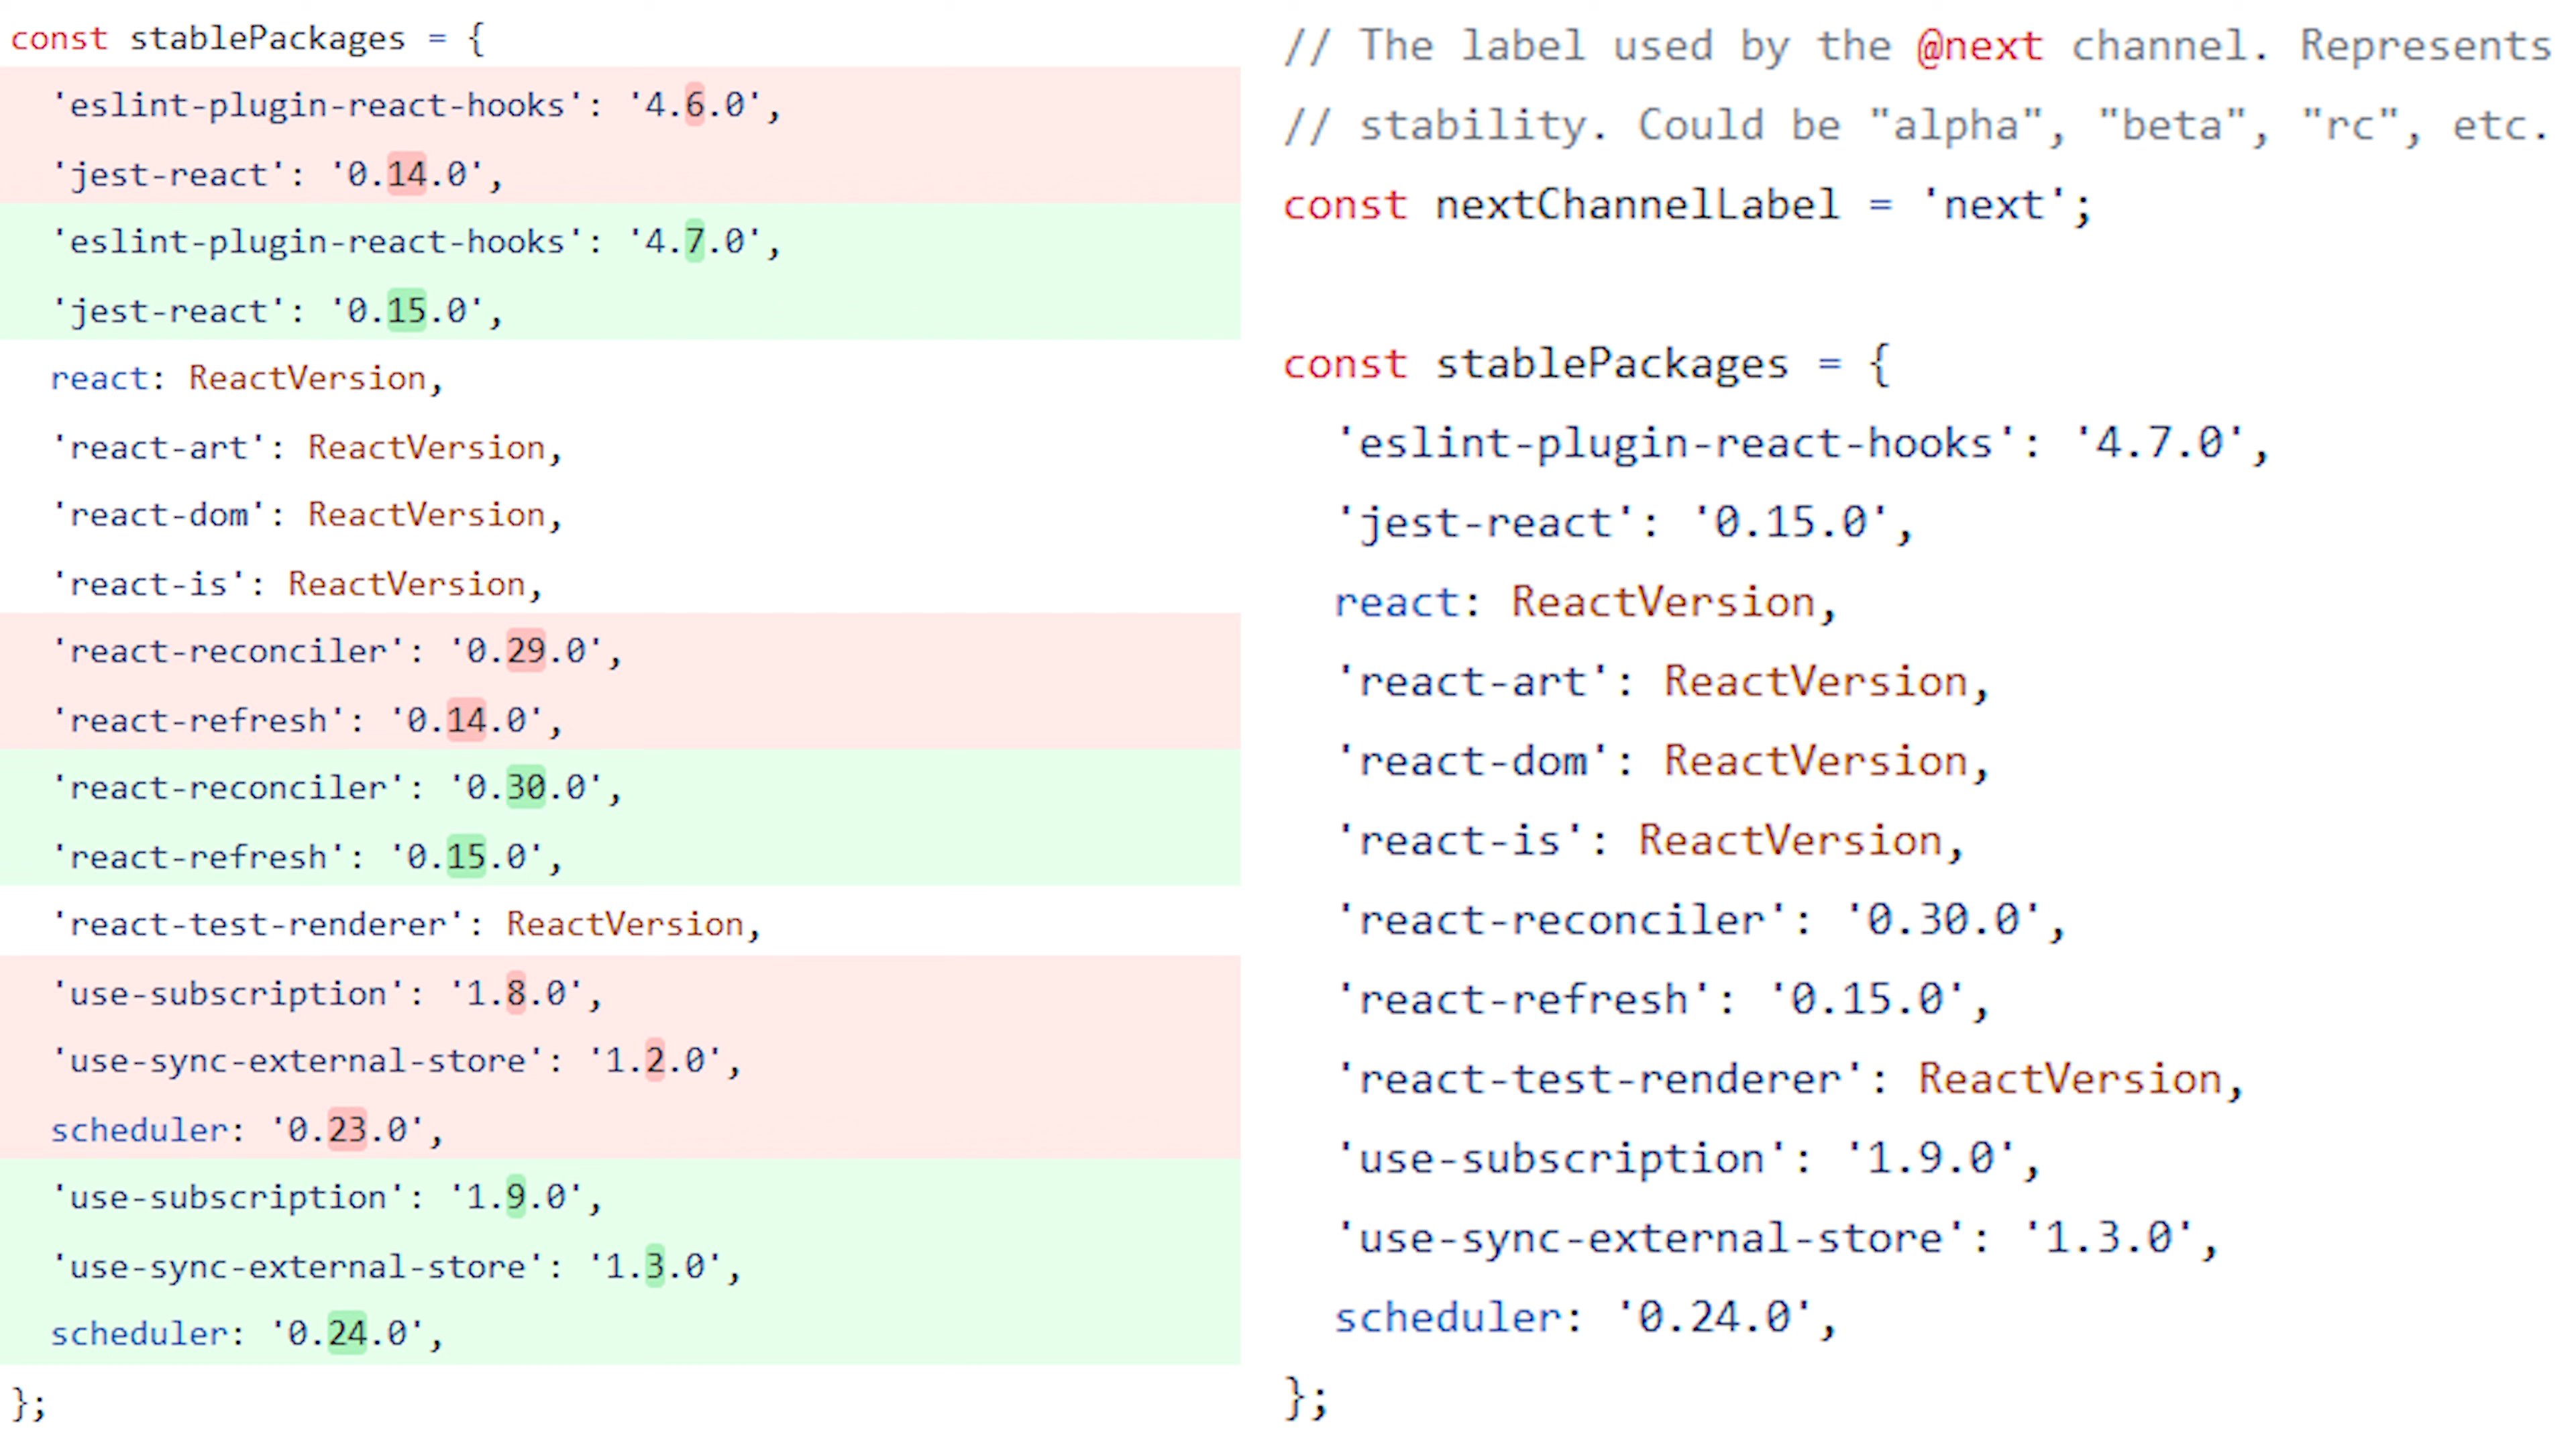 const stablePackages = {
'eslint-plugin-react-hooks': '4.6.0',
'jest-react': '0.14.0',
'eslint-plugin-react-hooks': '4.7.0',
'jest-react': '0.15.0',
react: ReactVersion,
'react-art': ReactVersion,
'react-dom': ReactVersion,
'react-is': ReactVersion,
'react-reconciler': '0.29.0',
'react-refresh': '0.14.0',
'react-reconciler': '0.30.0',
'react-refresh': '0.15.0',
'react-test-renderer': ReactVersion,
'use-subscription': '1.8.0',
'use-sync-external-store': '1.2.0',
scheduler: '0.23.0',
'use-subscription': '1.9.0',
'use-sync-external-store': '1.3.0',
scheduler: '0.24.0',
};
// The label used by the @next channel. Represents
// stability. Could be "alpha", "beta", "rc", etc.
const nextChannelLabel = 'next';
const stablePackages = {
'eslint-plugin-react-hooks': '4.7.0',
'jest-react': '0.15.0',
react: ReactVersion,
'react-art': ReactVersion,
'react-dom': ReactVersion,
'react-is': ReactVersion,
'react-reconciler': '0.30.0',
'react-refresh': '0.15.0',
'react-test-renderer': ReactVersion,
'use-subscription': '1.9.0',
'use-sync-external-store': '1.3.0',
scheduler: '0.24.0',
};